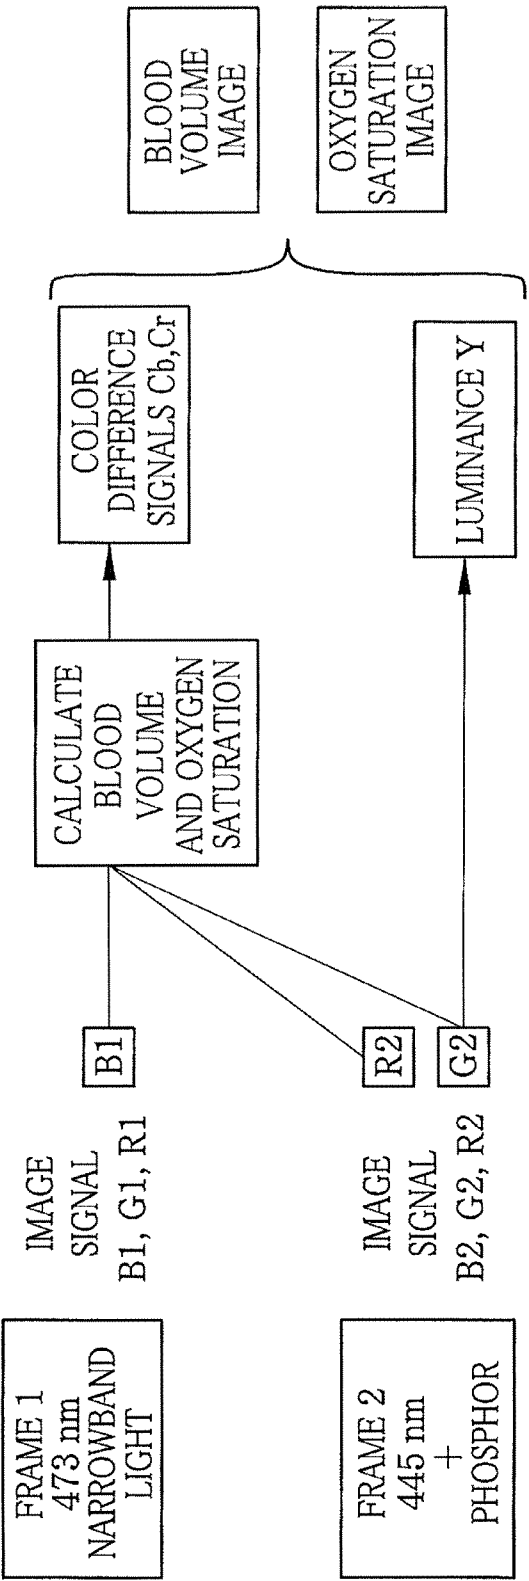 FRAME 1
473 nm
NARROWBAND
LIGHT
IMAGE
SIGNAL
B1, G1, R1
B1
CALCULATE
BLOOD
VOLUME
AND OXYGEN
SATURATION
COLOR
DIFFERENCE
SIGNALS Cb,Cr
FRAME 2
445 nm
+
PHOSPHOR
IMAGE
SIGNAL
B2, G2, R2
R2
G2
LUMINANCE Y
BLOOD
VOLUME
IMAGE
OXYGEN
SATURATION
IMAGE